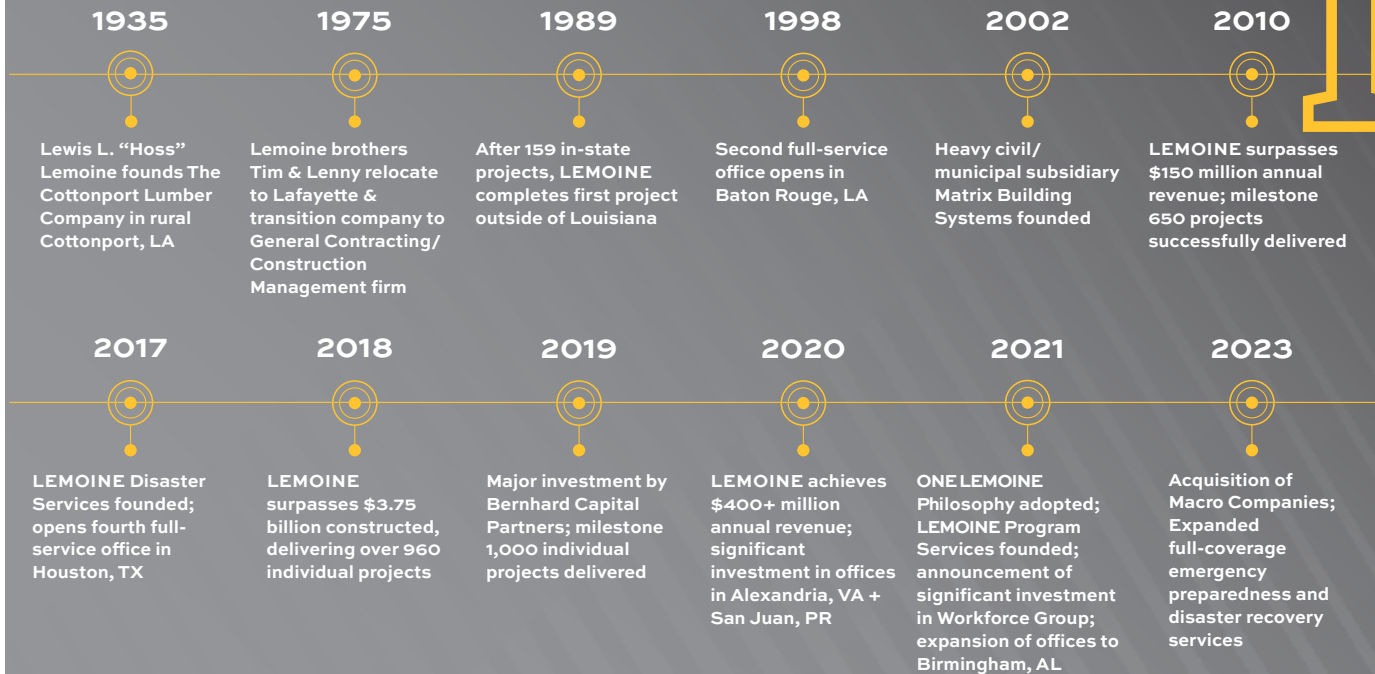 1935
Lewis L. “Hoss”
Lemoine founds The
Cottonport Lumber
Company in rural
Cottonport, LA
1975
Lemoine brothers
Tim & Lenny relocate
to Lafayette &
transition company to
General Contracting/
Construction
Management firm
1989
After 159 in-state
projects, LEMOINE
completes first project
outside of Louisiana
1998
Second full-service
office opens in
Baton Rouge, LA
2002
Heavy civil/
municipal subsidiary
Matrix Building
Systems founded
2010
LEMOINE surpasses
$150 million annual
revenue; milestone
650 projects
successfully delivered
2017
LEMOINE Disaster
Services founded;
opens fourth full-
service office in
Houston, TX
2018
LEMOINE
surpasses $3.75
billion constructed,
delivering over 960
individual projects
2019
Major investment by
Bernhard Capital
Partners; milestone
1,000 individual
projects delivered
2020
LEMOINE achieves
$400+ million
annual revenue;
significant
investment in offices
in Alexandria, VA +
San Juan, PR
2021
ONE LEMOINE
Philosophy adopted;
LEMOINE Program
Services founded;
announcement of
significant investment
in Workforce Group;
expansion of offices to
Birmingham, AL
2023
Acquisition of
Macro Companies;
Expanded
full-coverage
emergency
preparedness and
disaster recovery
services